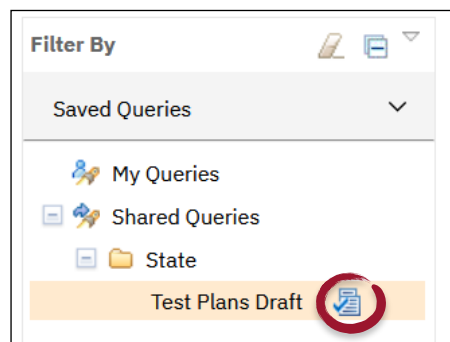 Filter By
Saved Queries
My Queries
Shared Queries
State
Test Plans Draft